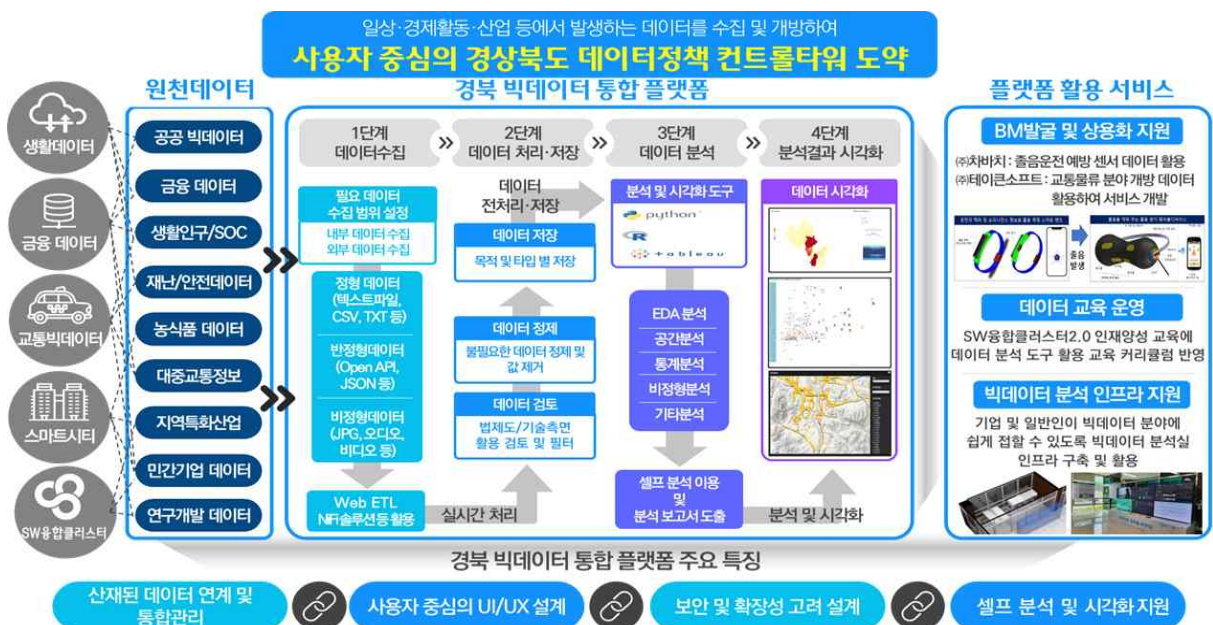 일상·경제활동·산업 등에서 발생하는 데이터를 수집 및 개방하여
사용자 중심의 경상북도 데이터정책 컨트롤타워 도약
생활데이터
금융 데이터
교통빅데이터
스마트시티
SW융합클러스터
원천데이터
공공 빅데이터
금융 데이터
생활인구/SOC
재난/안전데이터
농식품 데이터
대중교통정보
지역특화산업
민간기업 데이터
연구개발 데이터
경북 빅데이터 통합 플랫폼
1단계
데이터수집
2단계
데이터 처리·저장
3단계
데이터 분석
4단계
분석결과 시각화
필요 데이터
수집 범위 설정
내부 데이터 수집
외부 데이터 수집
정형 데이터
(텍스트파일,
CSV, TXT 등)
반정형데이터
(Open API,
JSON 등)
비정형데이터
(JPG, 오디오,
비디오 등)
Web ETL
NiFi솔루션등 활용
데이터
전처리·저장
데이터 저장
목적 및 타입 별 저장
데이터 정제
불필요한 데이터 정제 및
값 제거
데이터 검토
법제도/기술측면
활용 검토 및 필터
실시간 처리
분석 및 시각화 도구
python
R
+ a b l e a u
EDA 분석
공간분석
통계분석
비정형분석
기타분석
셀프 분석 이용
및
분석 보고서 도출
데이터 시각화
분석 및 시각화
플랫폼 활용 서비스
BM발굴 및 상용화 지원
㈜차바치 : 졸음운전 예방 센서 데이터 활용
㈜테이큰소프트 : 교통물류 분야 개방 데이터
활용하여 서비스 개발
졸음
발생
데이터 교육 운영
SW융합클러스터2.0 인재양성 교육에
데이터 분석 도구 활용 교육 커리큘럼 반영
빅데이터 분석 인프라 지원
기업 및 일반인이 빅데이터 분야에
쉽게 접할 수 있도록 빅데이터 분석실
인프라 구축 및 활용
경북 빅데이터 통합 플랫폼 주요 특징
산재된 데이터 연계 및
통합관리
사용자 중심의 UI/UX 설계
보안 및 확장성 고려 설계
셀프 분석 및 시각화 지원